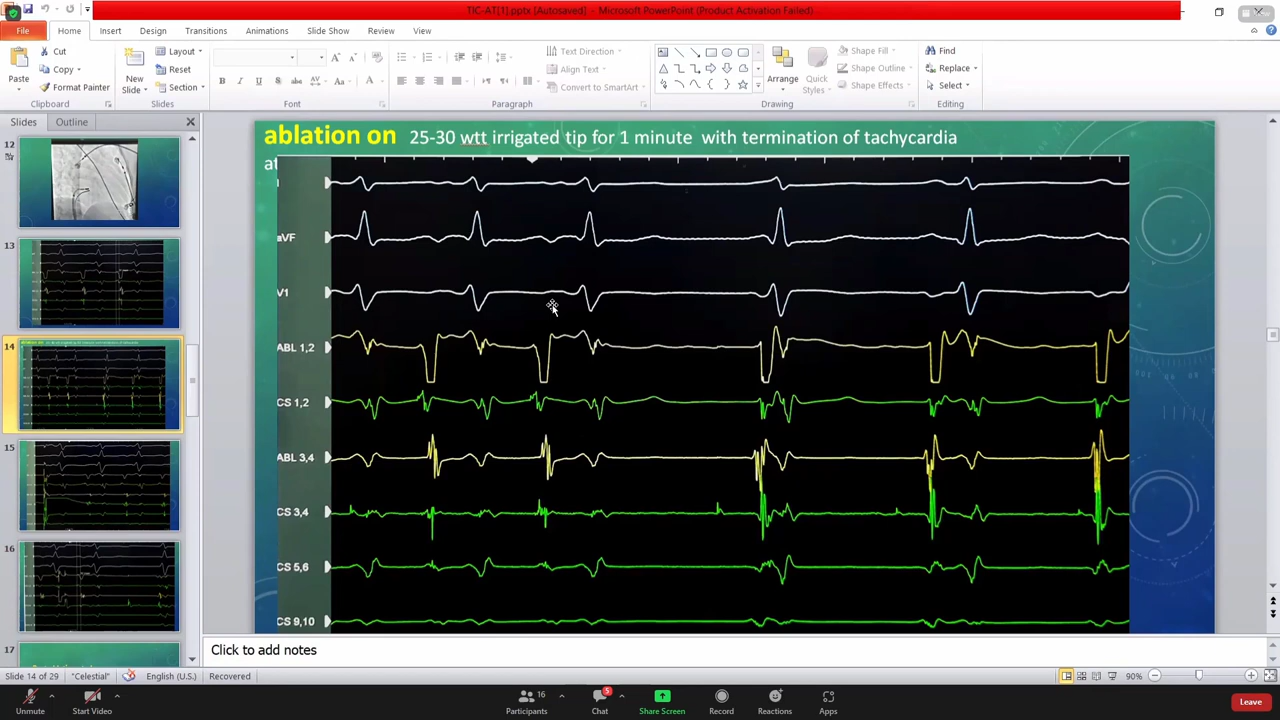 TIC-AT[1].pptx [Autosaved] - Microsoft PowerPoint (Product Activation Failed)
File Home Insert Design Transitions Animations Slide Show Review View
Paste
Cut
Copy
Format Painter
Clipboard
New Slide
Layout
Reset
Section
Slides
Font
Text Direction
Align Text
Convert to SmartArt
Paragraph
Arrange
Quick Styles
Shape Fill
Shape Outline
Shape Effects
Drawing
Find
Replace
Select
Editing
Slides Outline
12
13
14
15
16
17
ablation on 25-30 wtt irrigated tip for 1 minute with termination of tachycardia
at
aVF
V1
ABL 1,2
CS 1,2
ABL 3,4
CS 3,4
CS 5,6
CS 9,10
Click to add notes
Slide 14 of 29 "Celestial" English (U.S.) Recovered 90%
Unmute Start Video Participants 16 Chat 5 Share Screen Record Reactions Apps Leave